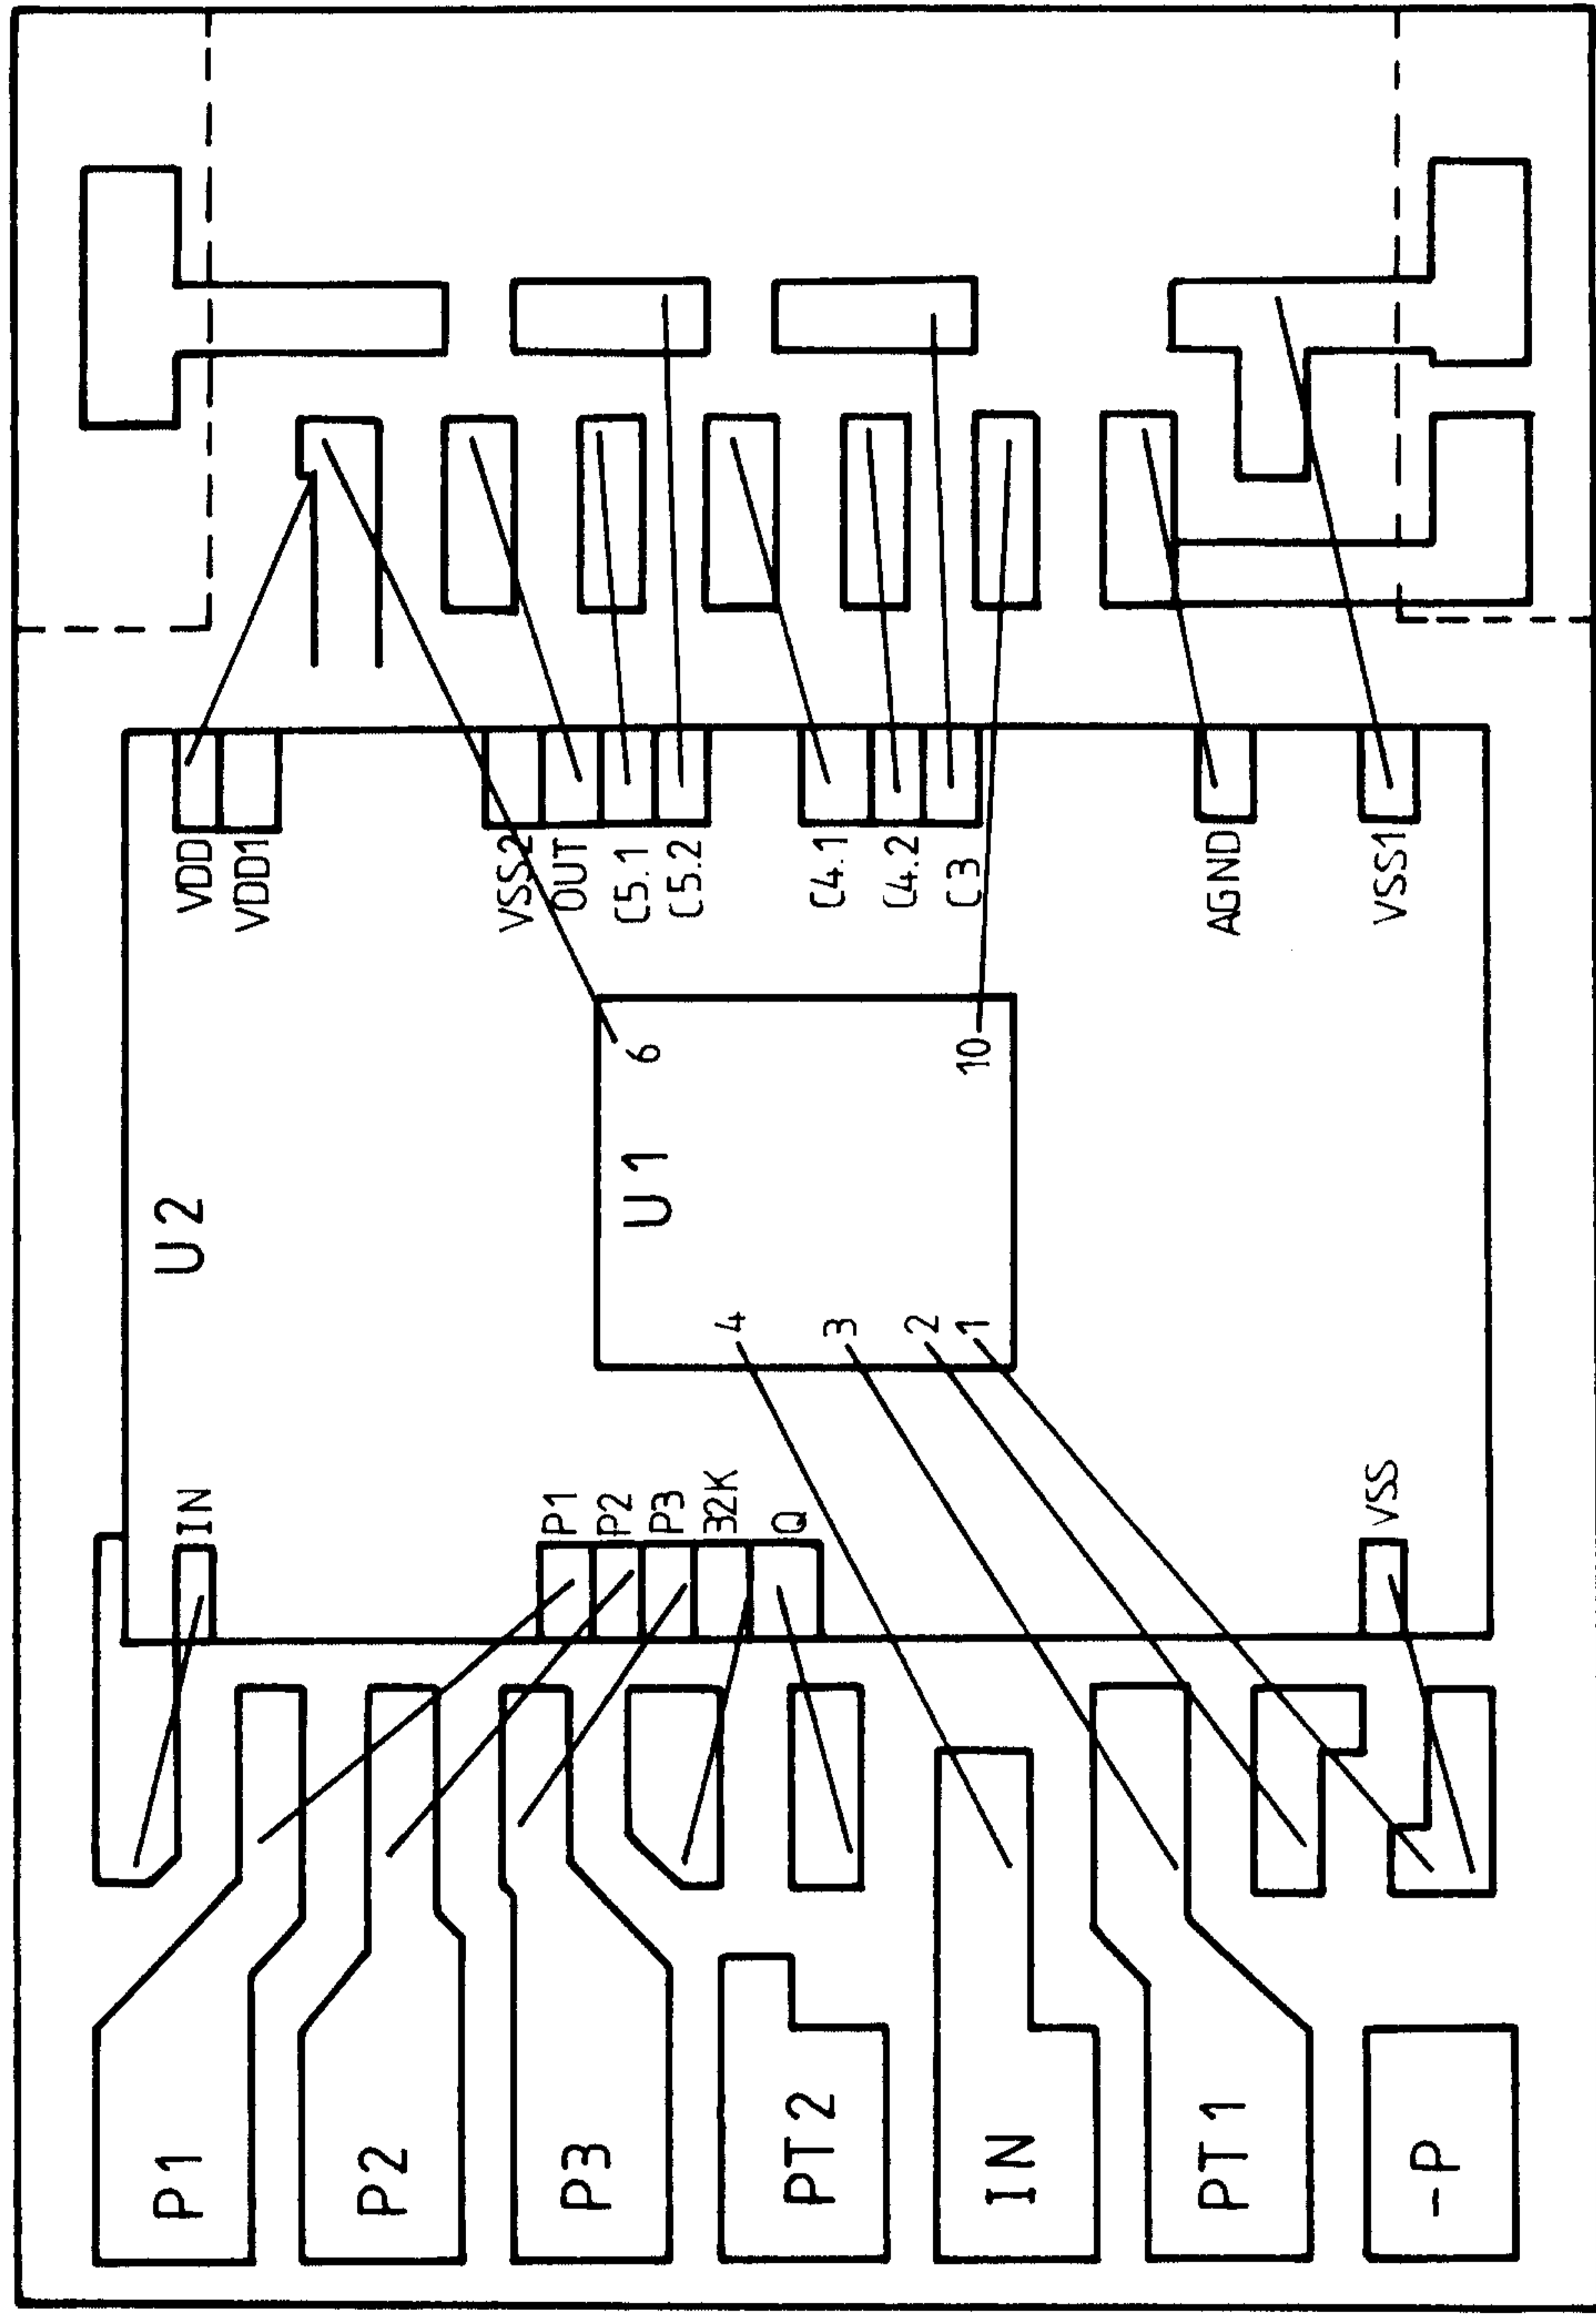 VDD
VDD1
VSS2
OUT
C5.1
C5.2
C4.1
C4.2
C3
AGND
VSS1
U2
U1
6
10
4
3
2
1
IN
P1
P2
P3
32K
Q
VSS
P1
P2
P3
PT2
IN
PT1
-P